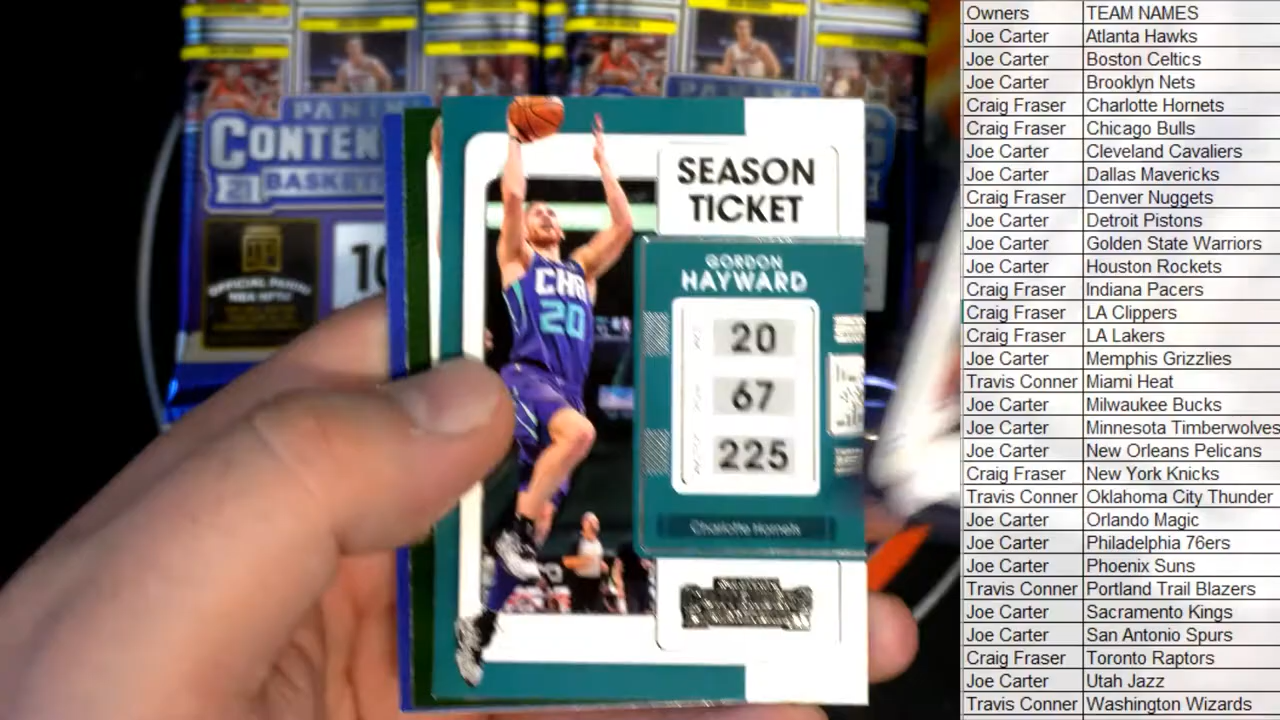 PANINI
CONTEN
21 BASKET
OFFICIAL PANINI
10
SEASON
TICKET
GORDON
HAYWARD
CHA
20
20
67
225
Charlotte Hornets
Owners TEAM NAMES
Joe Carter Atlanta Hawks
Joe Carter Boston Celtics
Joe Carter Brooklyn Nets
Craig Fraser Charlotte Hornets
Craig Fraser Chicago Bulls
Joe Carter Cleveland Cavaliers
Joe Carter Dallas Mavericks
Craig Fraser Denver Nuggets
Joe Carter Detroit Pistons
Joe Carter Golden State Warriors
Joe Carter Houston Rockets
Craig Fraser Indiana Pacers
Craig Fraser LA Clippers
Craig Fraser LA Lakers
Joe Carter Memphis Grizzlies
Travis Conner Miami Heat
Joe Carter Milwaukee Bucks
Joe Carter Minnesota Timberwolves
Joe Carter New Orleans Pelicans
Craig Fraser New York Knicks
Travis Conner Oklahoma City Thunder
Joe Carter Orlando Magic
Joe Carter Philadelphia 76ers
Joe Carter Phoenix Suns
Travis Conner Portland Trail Blazers
Joe Carter Sacramento Kings
Joe Carter San Antonio Spurs
Craig Fraser Toronto Raptors
Joe Carter Utah Jazz
Travis Conner Washington Wizards